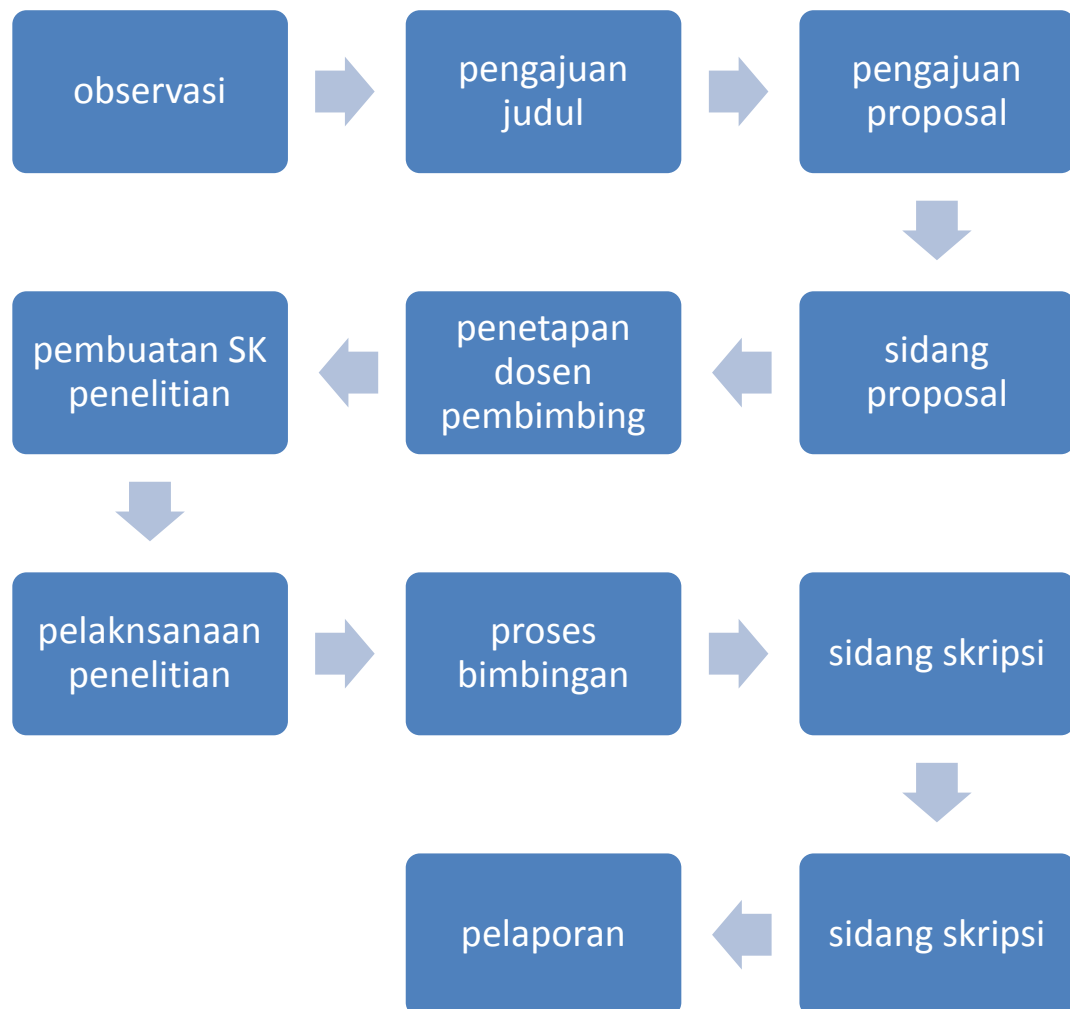 observasi
pengajuan
judul
pengajuan
proposal
sidang
proposal
penetapan
dosen
pembimbing
pembuatan SK
penelitian
pelaknsanaan
penelitian
proses
bimbingan
sidang skripsi
sidang skripsi
pelaporan